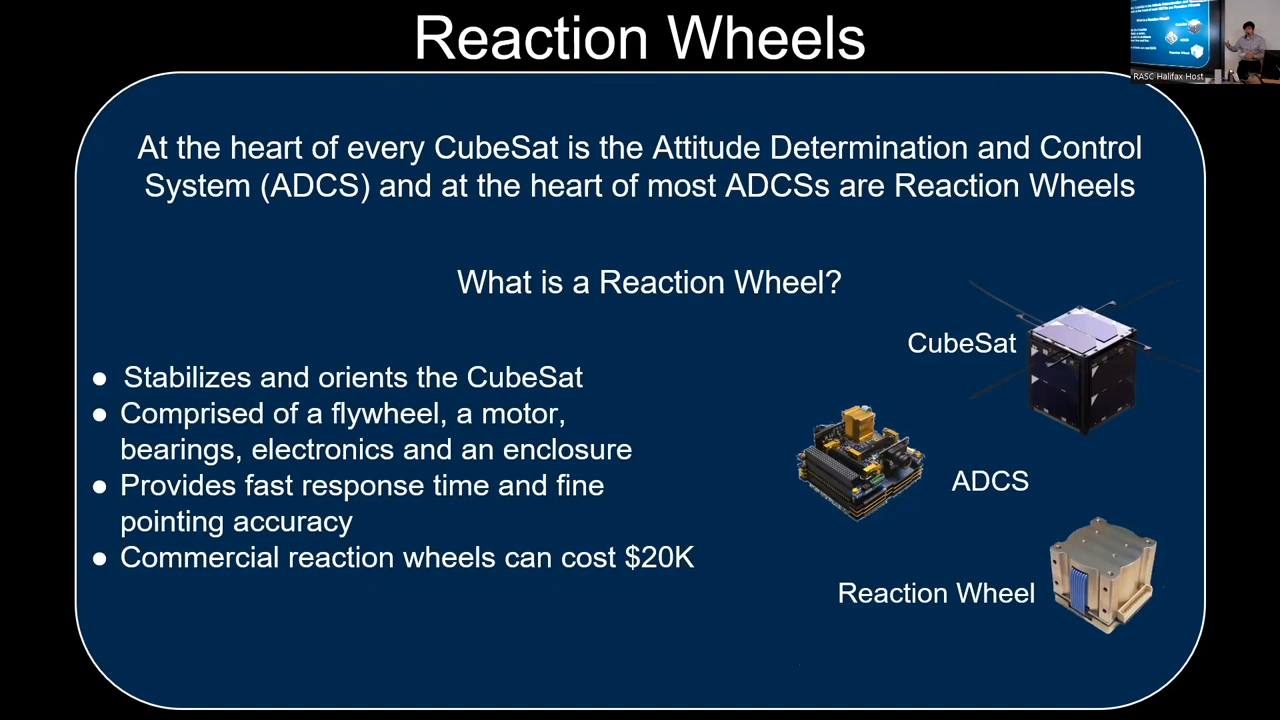 Reaction Wheels
RASC Halifax Host
At the heart of every CubeSat is the Attitude Determination and Control
System (ADCS) and at the heart of most ADCSs are Reaction Wheels
What is a Reaction Wheel?
CubeSat
● Stabilizes and orients the CubeSat
● Comprised of a flywheel, a motor,
bearings, electronics and an enclosure
● Provides fast response time and fine
pointing accuracy
● Commercial reaction wheels can cost $20K
ADCS
Reaction Wheel